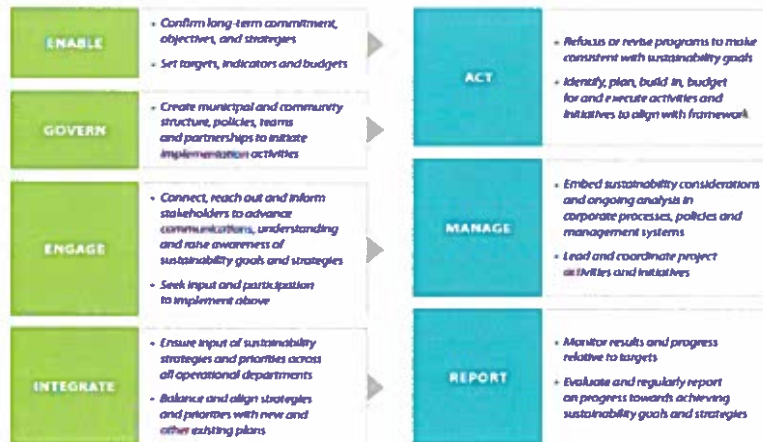 ENABLE
• Confirm long-term commitment,
objectives, and strategies
• Set targets, indicators and budgets
GOVERN
• Create municipal and community
structure, policies, teams
and partnerships to initiate
implementation activities
ENGAGE
• Connect, reach out and inform
stakeholders to advance
communications, understanding
and raise awareness of
sustainability goals and strategies
• Seek input and participation
to implement above
INTEGRATE
• Ensure input of sustainability
strategies and priorities across
all operational departments
• Balance and align strategies
and priorities with new and
other existing plans
ACT
• Refocus or revise programs to make
consistent with sustainability goals
• Identify, plan, build in, budget
for and execute activities and
initiatives to align with framework
MANAGE
• Embed sustainability considerations
and ongoing analysis in
corporate processes, policies and
management systems
• Lead and coordinate project
activities and initiatives
REPORT
• Monitor results and progress
relative to targets
• Evaluate and regularly report
on progress towards achieving
sustainability goals and strategies